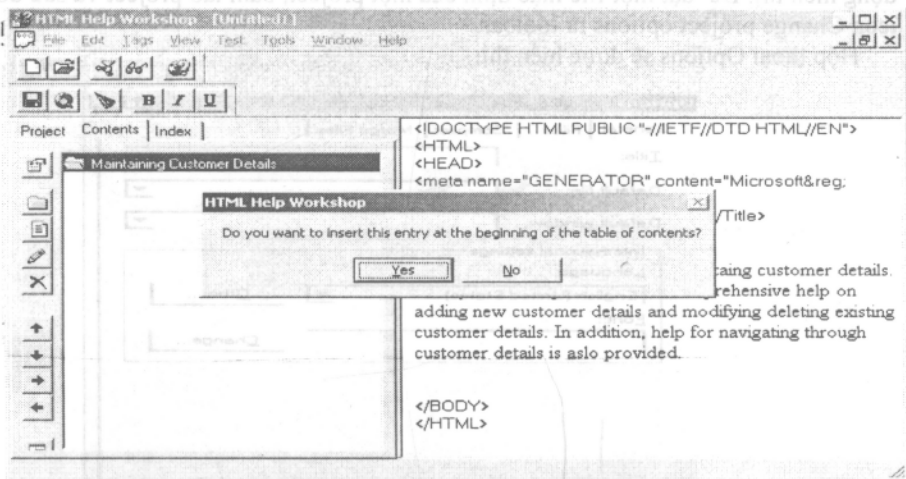 HTML Help Workshop - [Untitled1]
File Edit Tags View Test Tools Window Help
B I U
Project Contents Index
Maintaining Customer Details
<!DOCTYPE HTML PUBLIC "-//IETF//DTD HTML//EN">
<HTML>
<HEAD>
<meta name="GENERATOR" content="Microsoft&reg;
/Title>
HTML Help Workshop
Do you want to insert this entry at the beginning of the table of contents?
Yes No
taing customer details.
rehensive help on
adding new customer details and modifying deleting existing
customer details. In addition, help for navigating through
customer details is aslo provided.
</BODY>
</HTML>